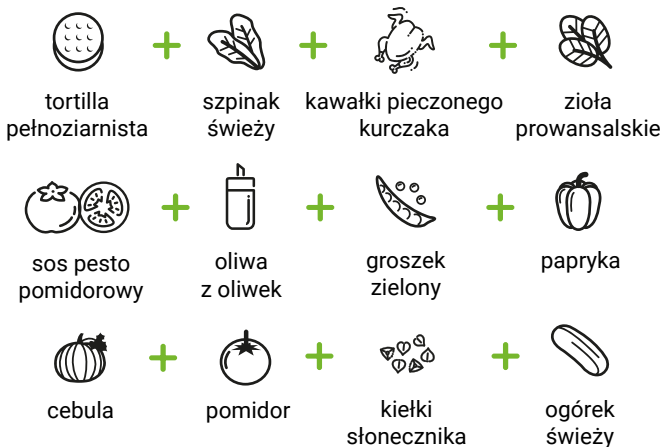 tortilla
pełnoziarnista
szpinak
świeży
kawałki pieczonego
kurczaka
zioła
prowansalskie
sos pesto
pomidorowy
oliwa
z oliwek
groszek
zielony
papryka
cebula
pomidor
kiełki
słonecznika
ogórek
świeży